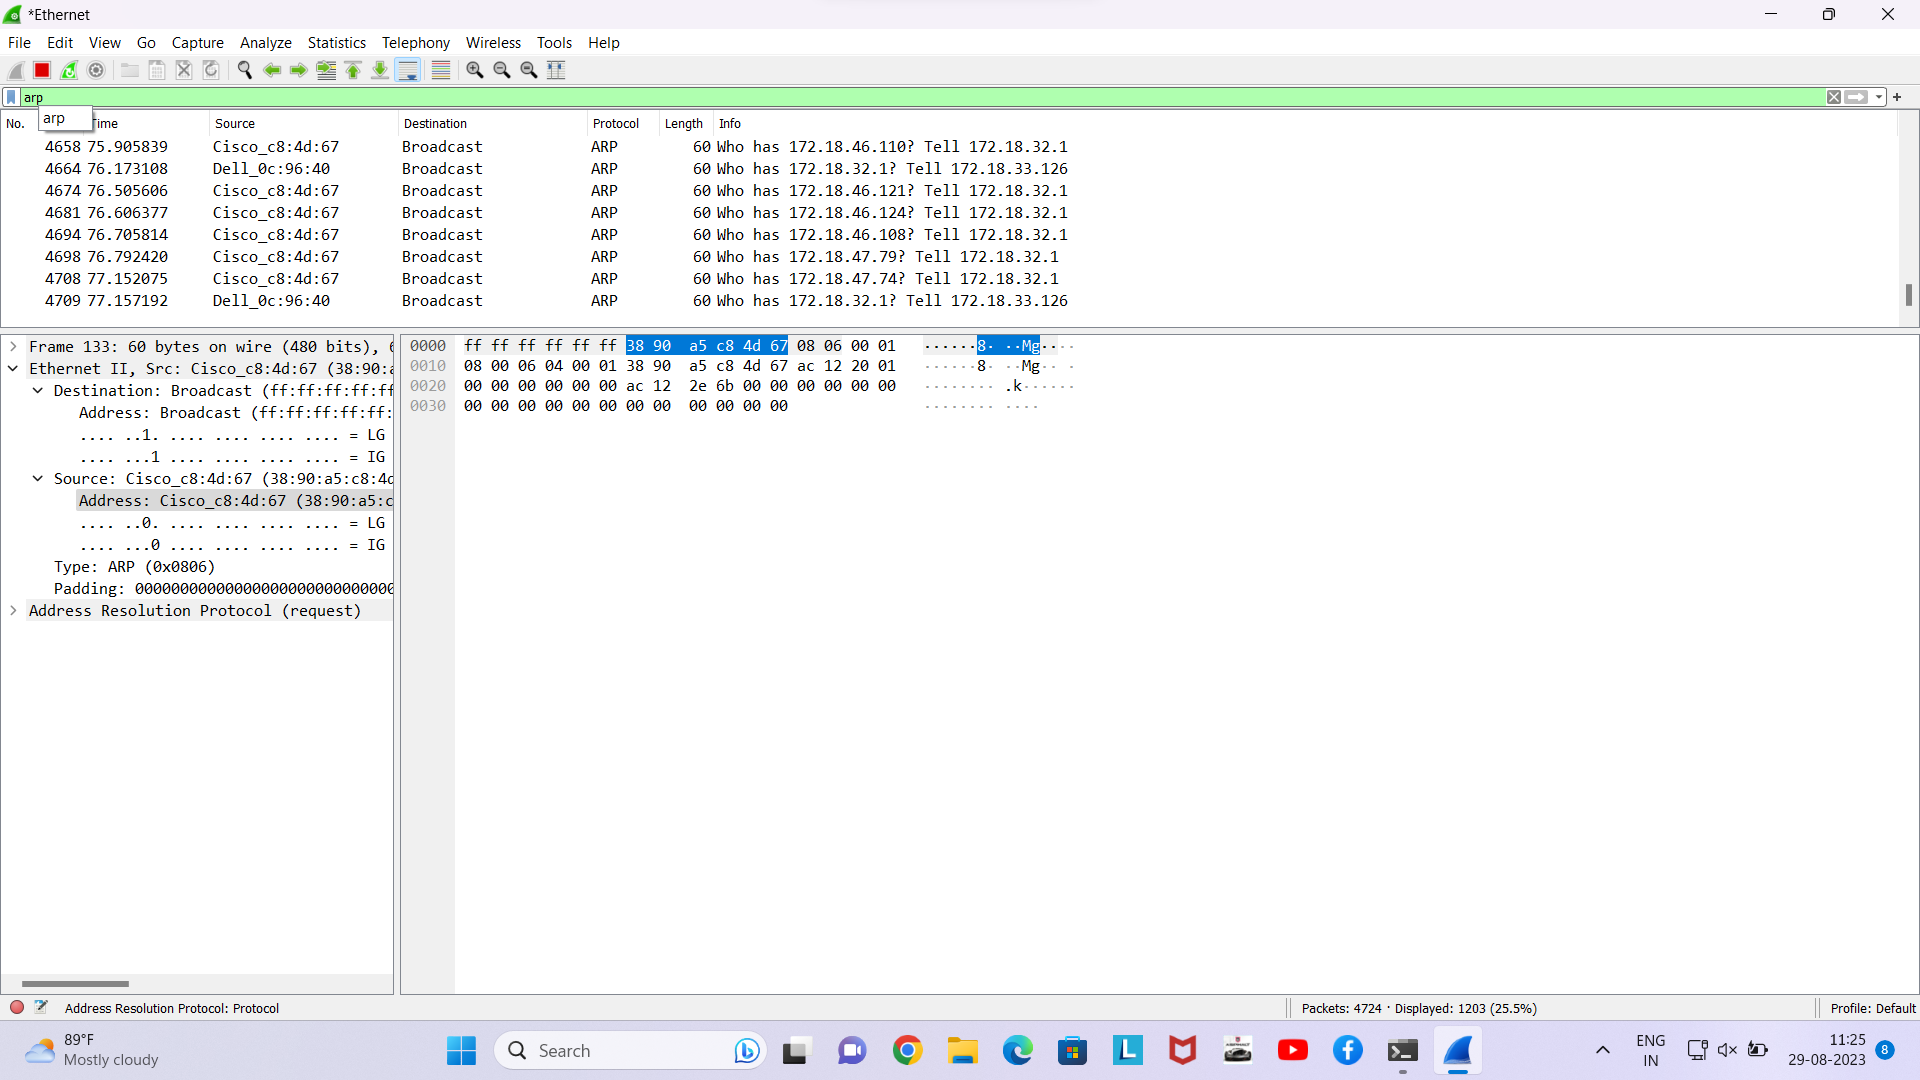 *Ethernet
File Edit View Go Capture Analyze Statistics Telephony Wireless Tools Help
arp
arp
No. Time Source Destination Protocol Length Info
4658 75.905839 Cisco_c8:4d:67 Broadcast ARP 60 Who has 172.18.46.110? Tell 172.18.32.1
4664 76.173108 Dell_0c:96:40 Broadcast ARP 60 Who has 172.18.32.1? Tell 172.18.33.126
4674 76.505606 Cisco_c8:4d:67 Broadcast ARP 60 Who has 172.18.46.121? Tell 172.18.32.1
4681 76.606377 Cisco_c8:4d:67 Broadcast ARP 60 Who has 172.18.46.124? Tell 172.18.32.1
4694 76.705814 Cisco_c8:4d:67 Broadcast ARP 60 Who has 172.18.46.108? Tell 172.18.32.1
4698 76.792420 Cisco_c8:4d:67 Broadcast ARP 60 Who has 172.18.47.79? Tell 172.18.32.1
4708 77.152075 Cisco_c8:4d:67 Broadcast ARP 60 Who has 172.18.47.74? Tell 172.18.32.1
4709 77.157192 Dell_0c:96:40 Broadcast ARP 60 Who has 172.18.32.1? Tell 172.18.33.126
Frame 133: 60 bytes on wire (480 bits), 6
Ethernet II, Src: Cisco_c8:4d:67 (38:90:a
Destination: Broadcast (ff:ff:ff:ff:ff
Address: Broadcast (ff:ff:ff:ff:ff:
.... ..1. .... .... .... .... = LG
.... ...1 .... .... .... .... = IG
Source: Cisco_c8:4d:67 (38:90:a5:c8:4d
Address: Cisco_c8:4d:67 (38:90:a5:c
.... ..0. .... .... .... .... = LG
.... ...0 .... .... .... .... = IG
Type: ARP (0x0806)
Padding: 00000000000000000000000000000
Address Resolution Protocol (request)
0000 ff ff ff ff ff ff 38 90 a5 c8 4d 67 08 06 00 01 ······8· ··Mg····
0010 08 00 06 04 00 01 38 90 a5 c8 4d 67 ac 12 20 01 ······8· ··Mg·· ·
0020 00 00 00 00 00 00 ac 12 2e 6b 00 00 00 00 00 00 ········ .k······
0030 00 00 00 00 00 00 00 00 00 00 00 00 ········ ····
Address Resolution Protocol: Protocol
Packets: 4724 · Displayed: 1203 (25.5%)
Profile: Default
89°F
Mostly cloudy
Search
ENG
IN
11:25
29-08-2023
8